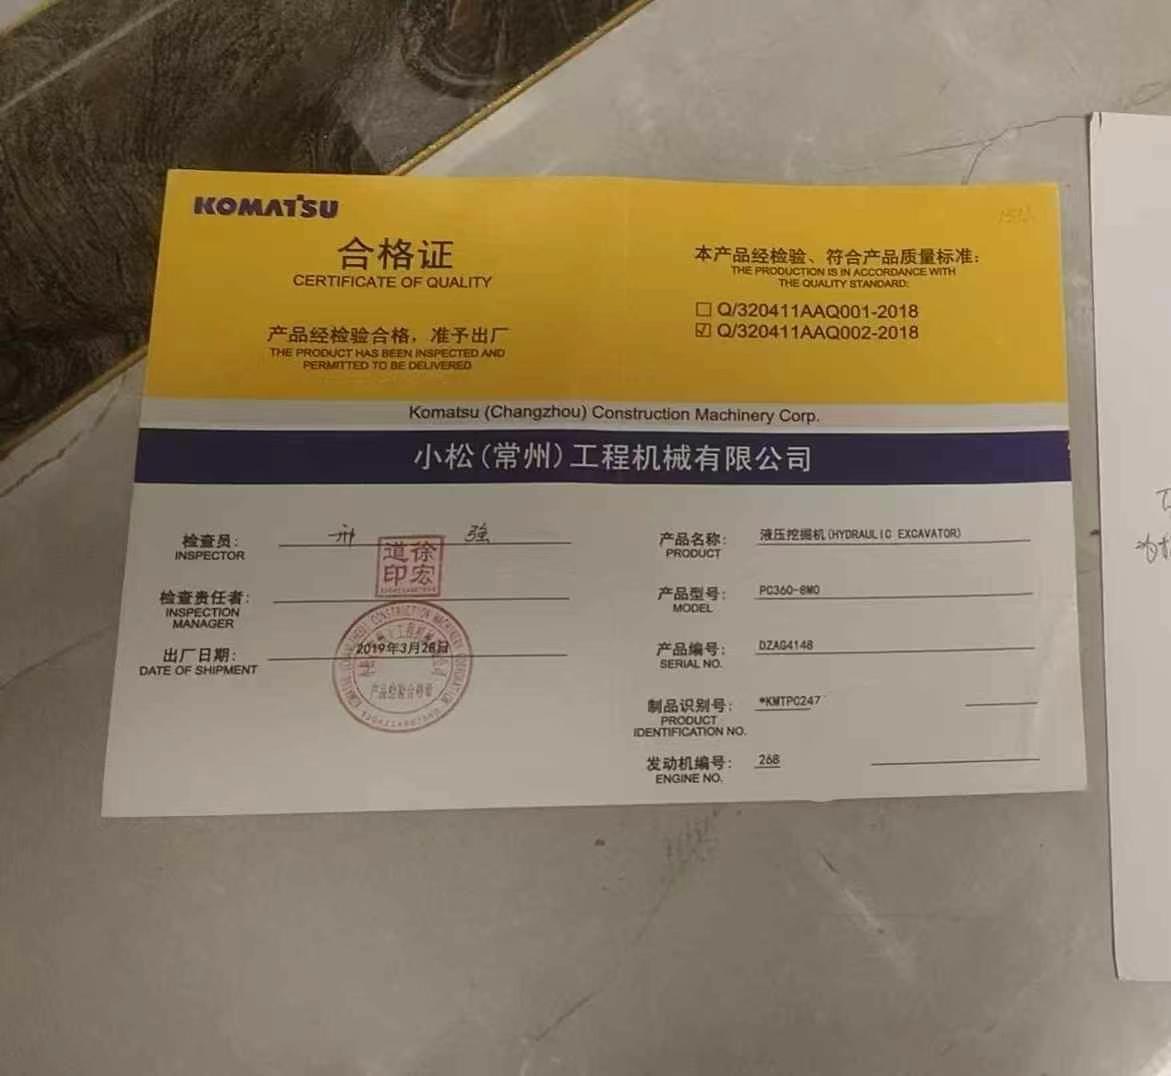 KOMATSU
合格证
CERTIFICATE OF QUALITY
产品经检验合格，准予出厂
THE PRODUCT HAS BEEN INSPECTED AND
PERMITTED TO BE DELIVERED
本产品经检验、符合产品质量标准：
THE PRODUCTION IS IN ACCORDANCE WITH
THE QUALITY STANDARD:
☐ Q/320411AAQ001-2018
☑ Q/320411AAQ002-2018
Komatsu (Changzhou) Construction Machinery Corp.
小松(常州)工程机械有限公司
检查员：
INSPECTOR
强
检查责任者：
INSPECTION
MANAGER
徐宏道印
出厂日期：
DATE OF SHIPMENT
2019年3月28日
产品检验合格章
产品名称：
PRODUCT
液压挖掘机(HYDRAULIC EXCAVATOR)
产品型号：
MODEL
PC360-8M0
产品编号：
SERIAL NO.
DZAG4148
制品识别号：
PRODUCT
IDENTIFICATION NO.
*KMTPC247
发动机编号：
ENGINE NO.
268